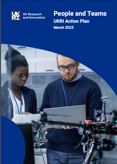 UK Research
and Innovation
People and Teams
UKRI Action Plan
March 2023